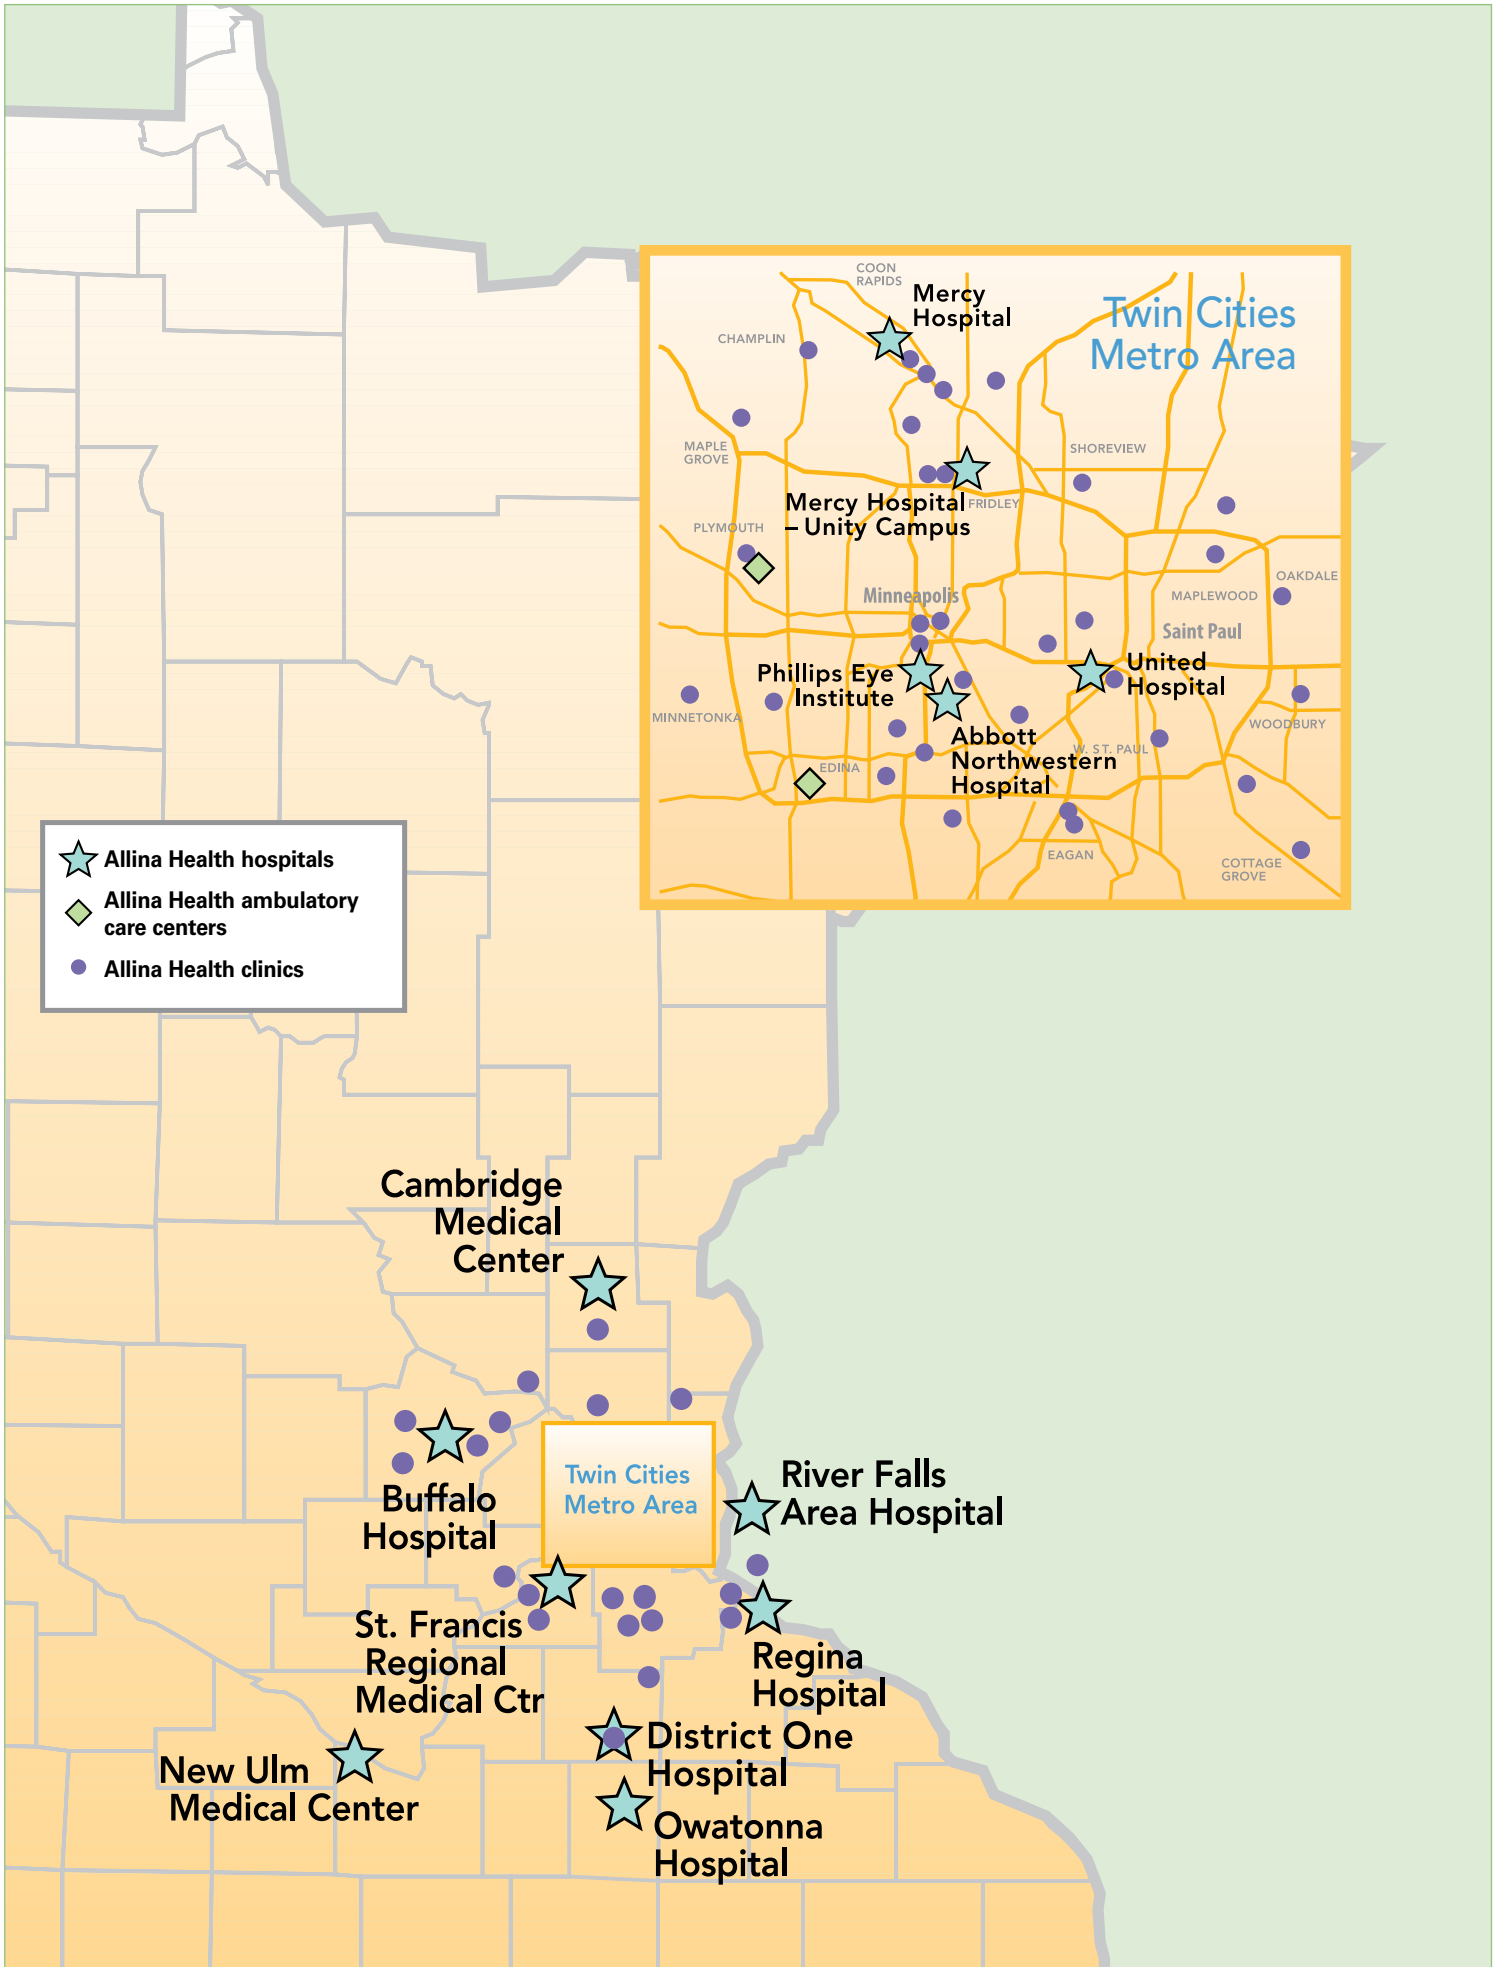 COON
RAPIDS
Mercy
Hospital
Twin Cities
Metro Area
CHAMPLIN
MAPLE
GROVE
SHOREVIEW
Mercy Hospital
– Unity Campus
FRIDLEY
PLYMOUTH
OAKDALE
Minneapolis
MAPLEWOOD
Saint Paul
Phillips Eye
Institute
United
Hospital
MINNETONKA
WOODBURY
Abbott
Northwestern
Hospital
W. ST. PAUL
EDINA
EAGAN
COTTAGE
GROVE
Allina Health hospitals
Allina Health ambulatory
care centers
Allina Health clinics
Cambridge
Medical
Center
Twin Cities
Metro Area
River Falls
Area Hospital
Buffalo
Hospital
St. Francis
Regional
Medical Ctr
Regina
Hospital
District One
Hospital
New Ulm
Medical Center
Owatonna
Hospital